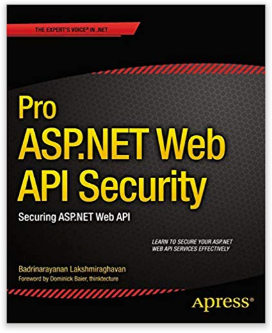 THE EXPERT'S VOICE® IN .NET
Pro
ASP.NET Web
API Security
Securing ASP.NET Web API
LEARN TO SECURE YOUR ASP.NET
WEB API SERVICES EFFECTIVELY
Badrinarayanan Lakshmiraghavan
Foreword by Dominick Baier, thinktecture
Apress®